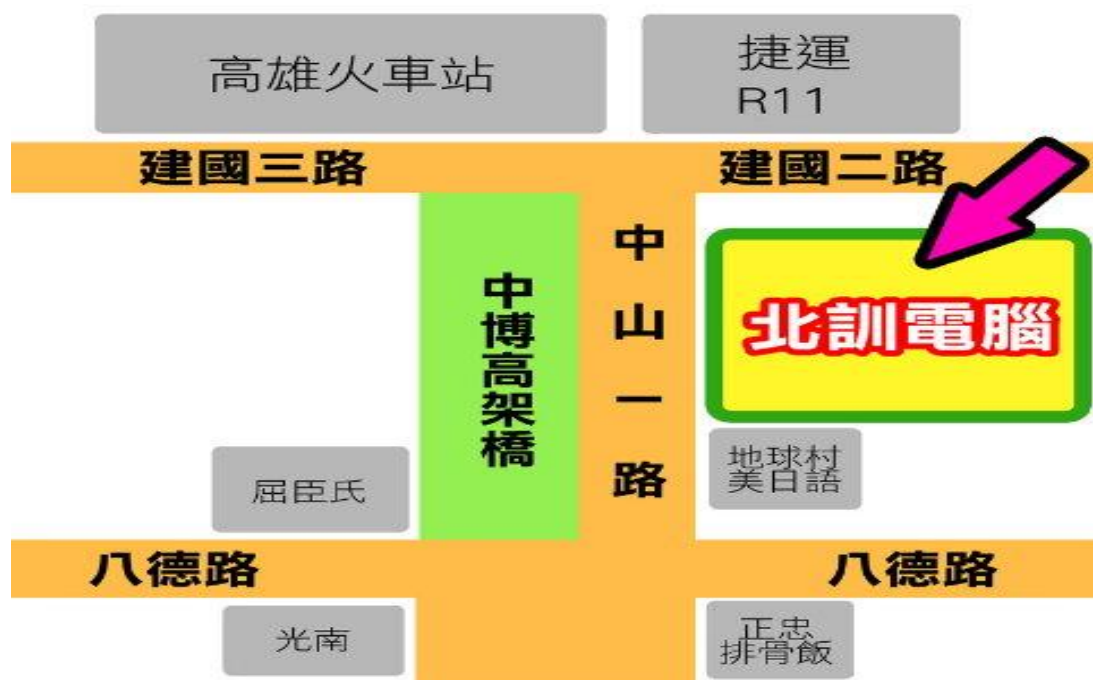 高雄火車站
捷運
R11
建國三路
建國二路
中山一路
中博高架橋
北訓電腦
地球村
美日語
屈臣氏
八德路
八德路
光南
正忠
排骨飯